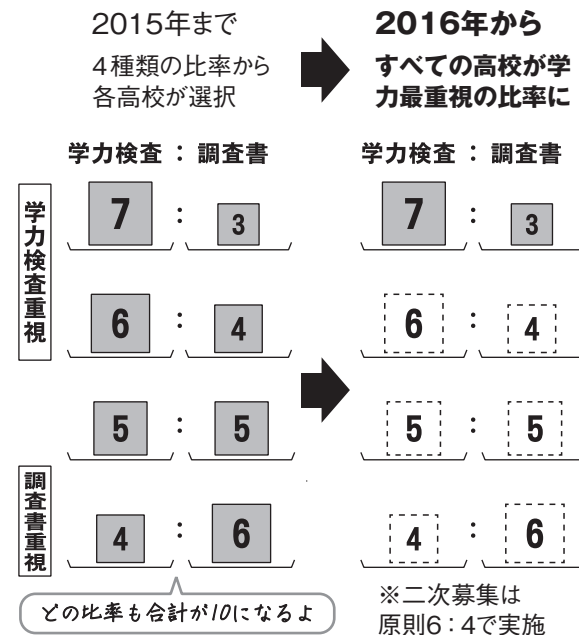 2015年まで
4種類の比率から
各高校が選択
2016年から
すべての高校が学
力最重視の比率に
学力検査：調査書
学力検査：調査書
学力検査重視
7：3
7：3
6：4
6：4
5：5
5：5
調査書重視
4：6
4：6
どの比率も合計が10になるよ
※二次募集は
原則6：4で実施